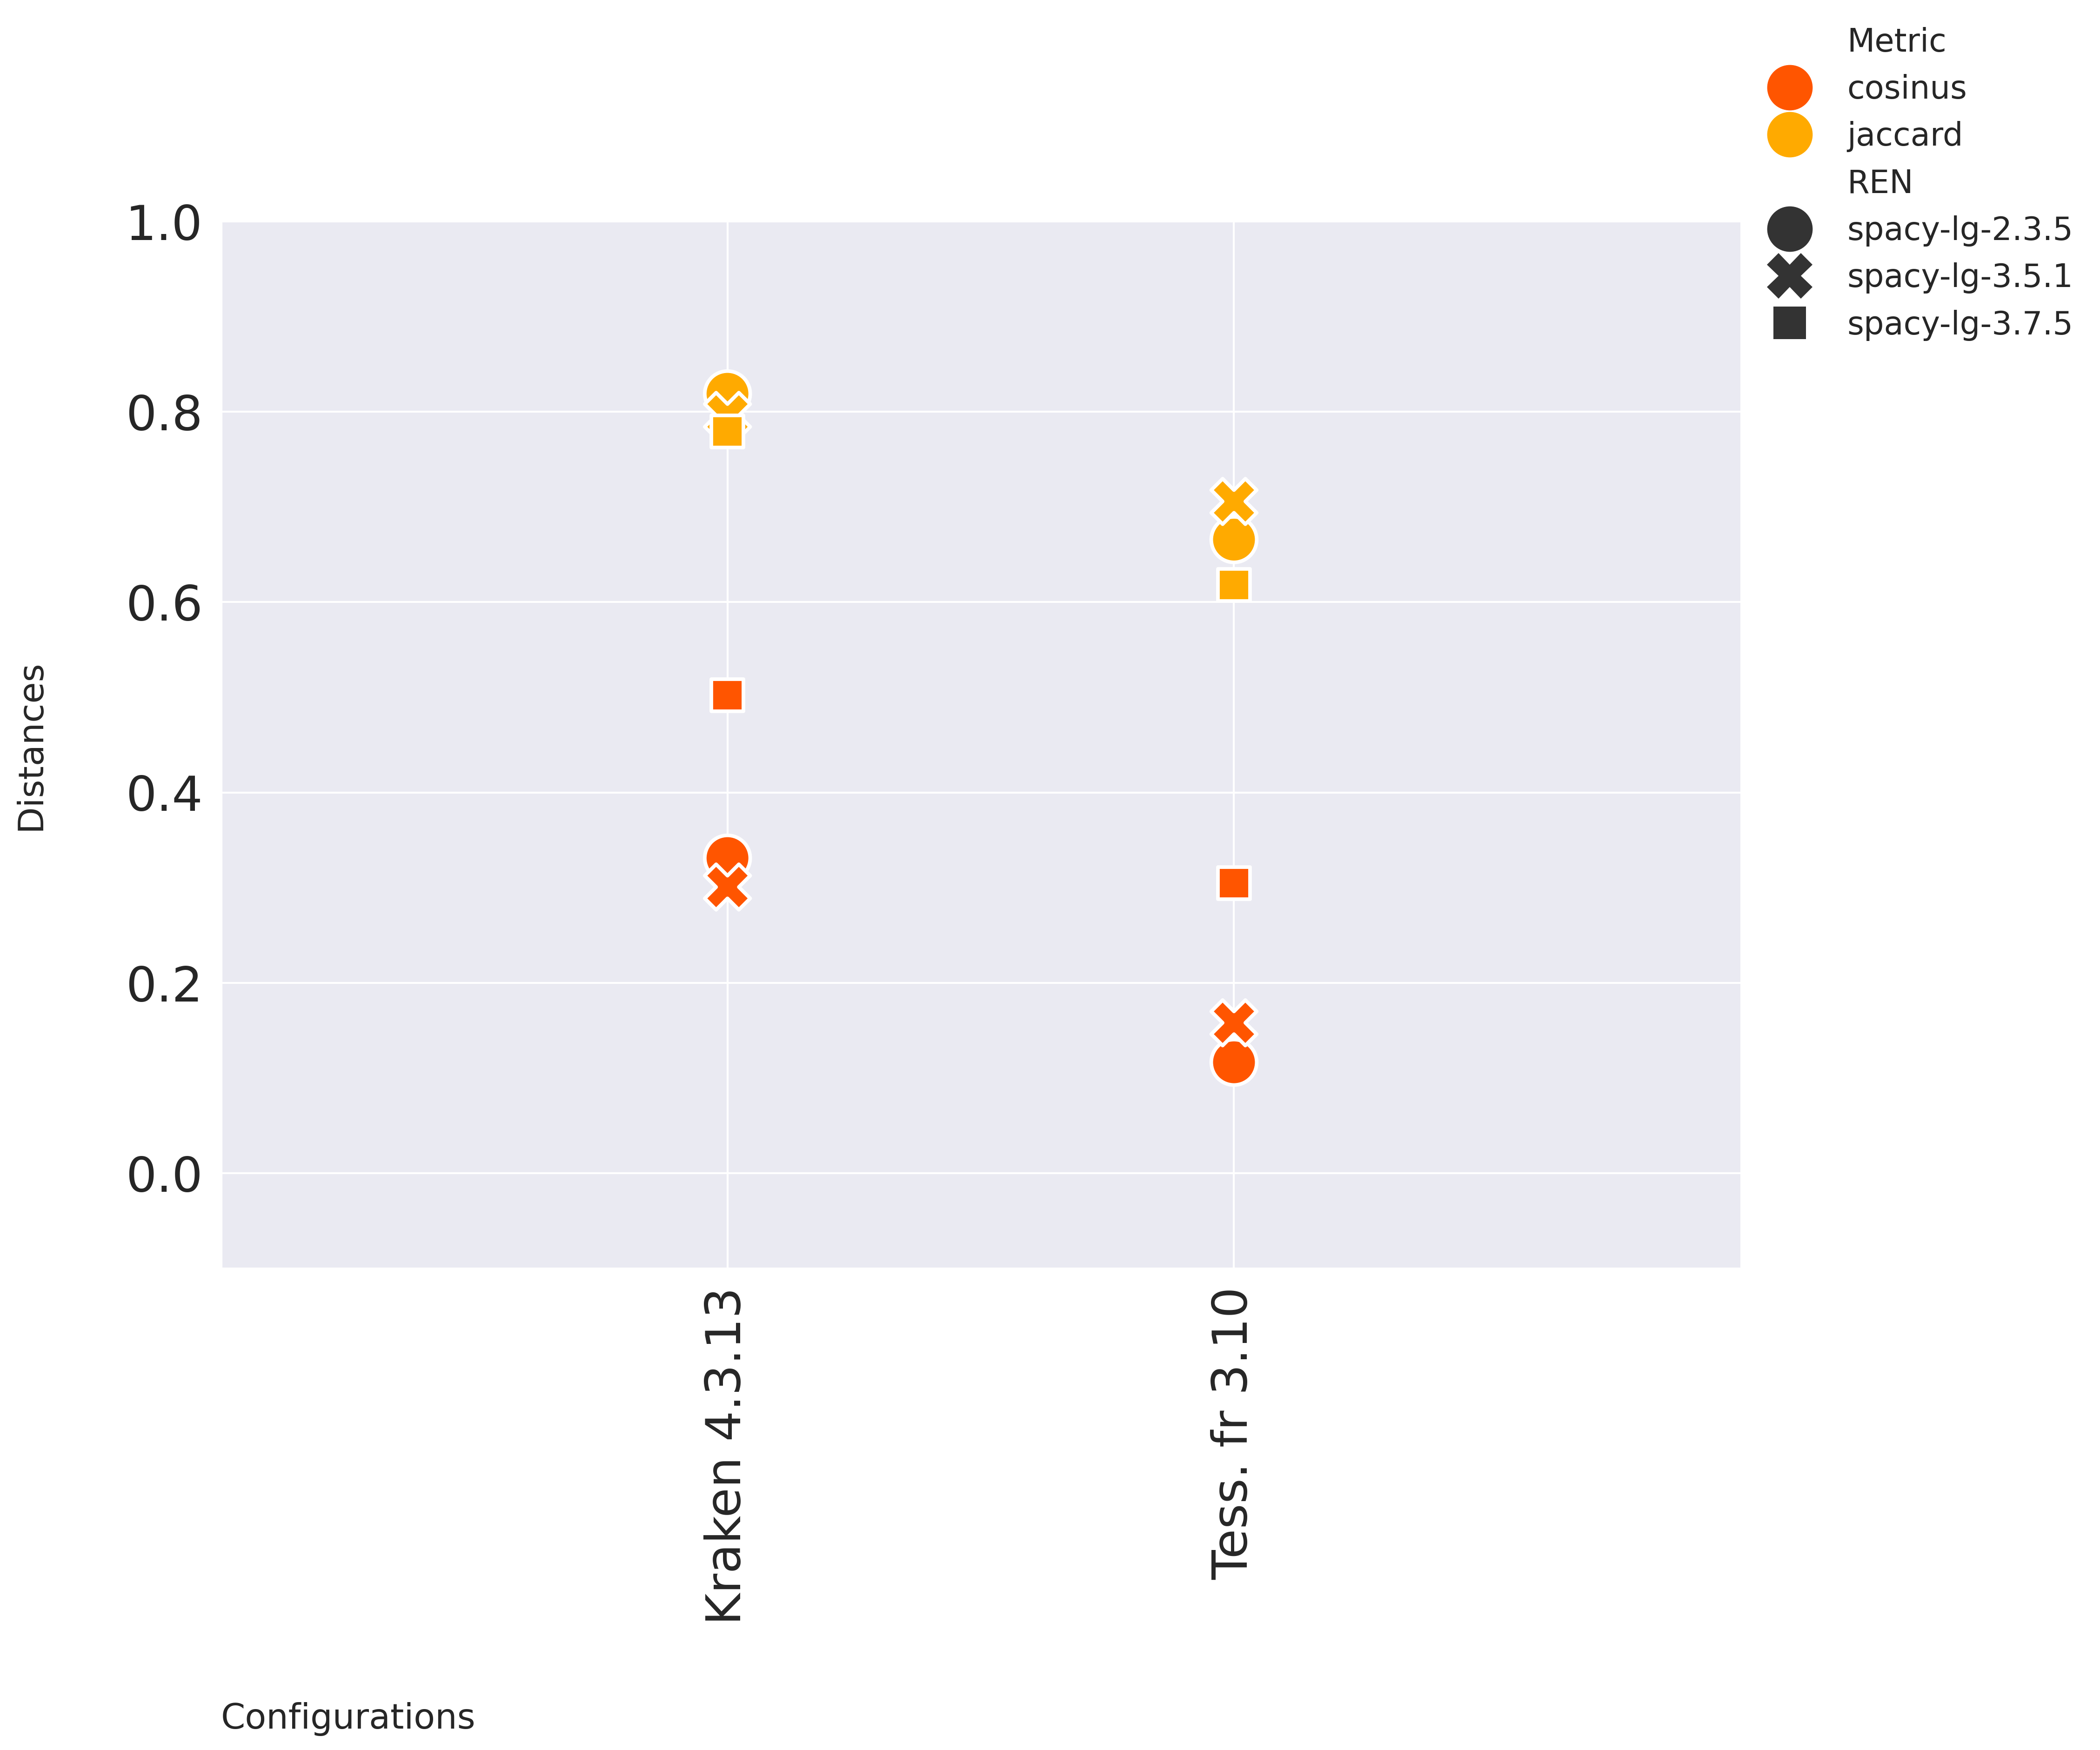 Metric
cosinus
jaccard
REN
spacy-lg-2.3.5
spacy-lg-3.5.1
spacy-lg-3.7.5
1.0
0.8
0.6
0.4
0.2
0.0
Distances
Kraken 4.3.13
Tess. fr 3.10
Configurations